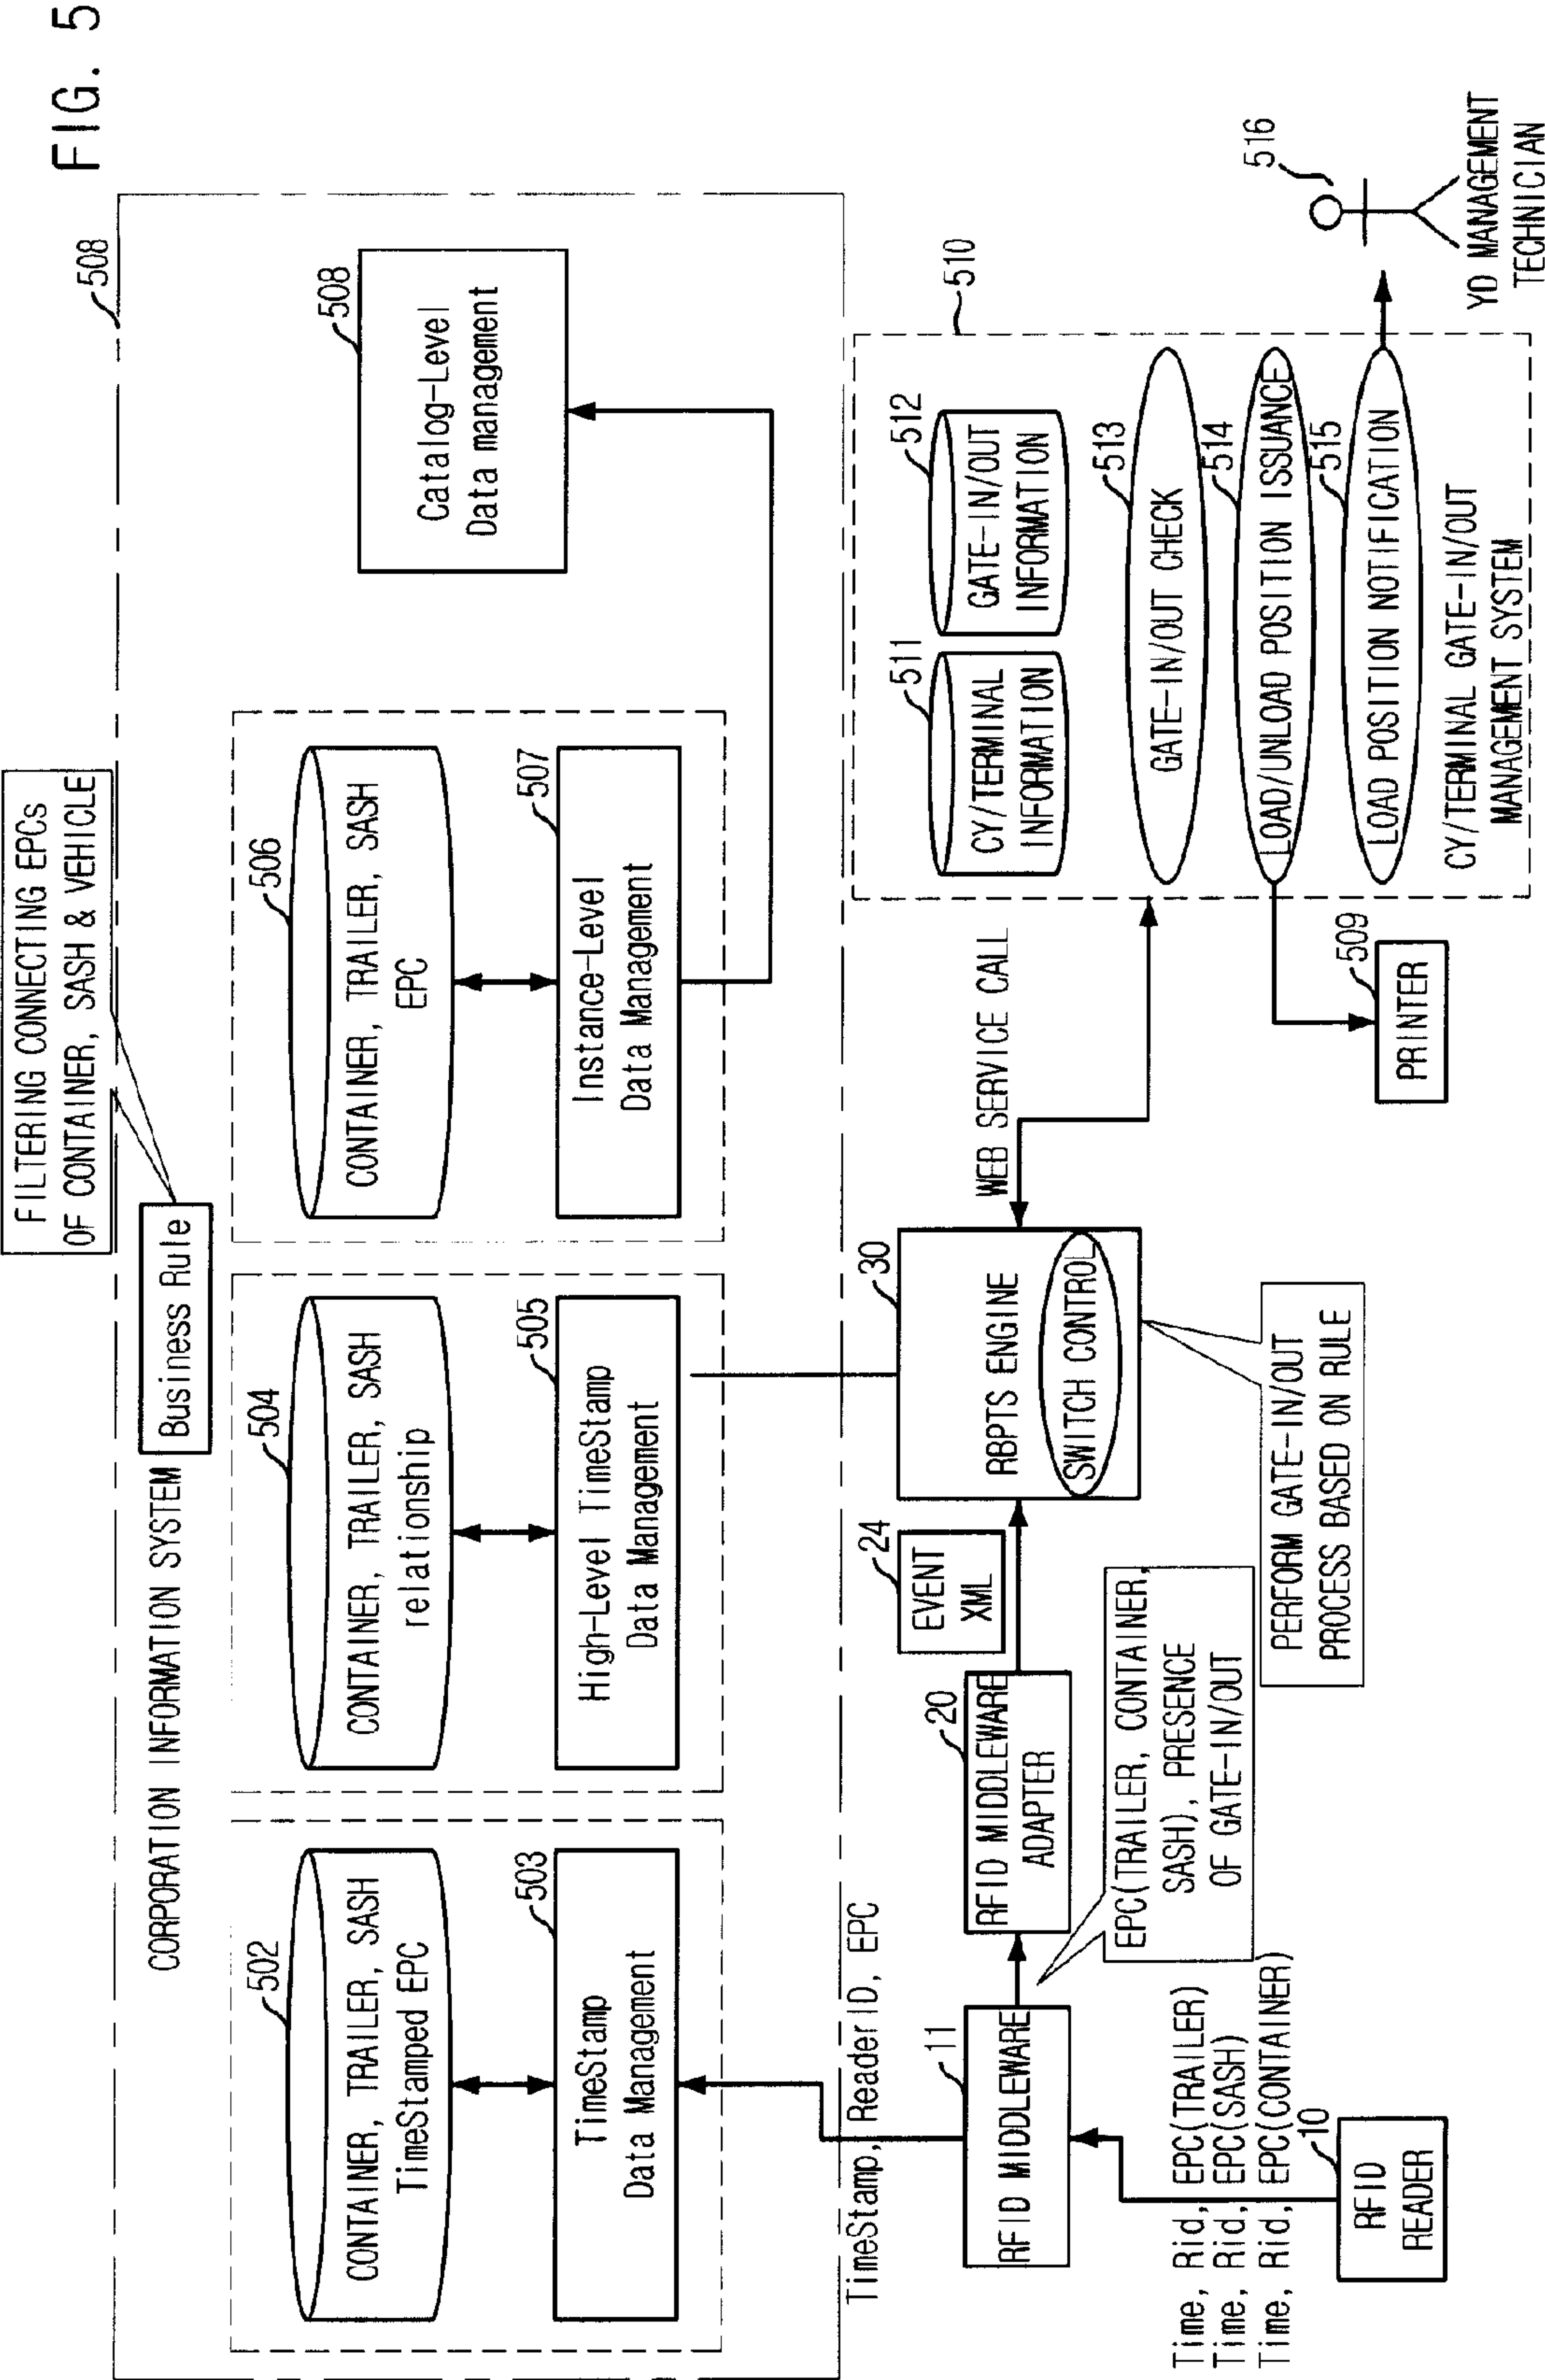 FIG. 5
FILTERING CONNECTING EPCs
OF CONTAINER, SASH & VEHICLE
508
CORPORATION INFORMATION SYSTEM
Business Rule
502
CONTAINER, TRAILER, SASH
TimeStamped EPC
503
TimeStamp
Data Management
504
CONTAINER, TRAILER, SASH
relationship
505
High-Level TimeStamp
Data Management
506
CONTAINER, TRAILER, SASH
EPC
507
Instance-Level
Data Management
508
Catalog-Level
Data management
TimeStamp, ReaderID, EPC
11
RFID MIDDLEWARE
20
RFID MIDDLEWARE
ADAPTER
24
EVENT
XML
30
RBPTS ENGINE
SWITCH CONTROL
WEB SERVICE CALL
EPC(TRAILER, CONTAINER,
SASH), PRESENCE
OF GATE-IN/OUT
PERFORM GATE-IN/OUT
PROCESS BASED ON RULE
Time, Rid, EPC(TRAILER)
Time, Rid, EPC(SASH)
Time, Rid, EPC(CONTAINER)
10
RFID
READER
509
PRINTER
510
511
CY/TERMINAL
INFORMATION
512
GATE-IN/OUT
INFORMATION
513
GATE-IN/OUT CHECK
514
LOAD/UNLOAD POSITION ISSUANCE
515
LOAD POSITION NOTIFICATION
CY/TERMINAL GATE-IN/OUT
MANAGEMENT SYSTEM
516
YD MANAGEMENT
TECHNICIAN